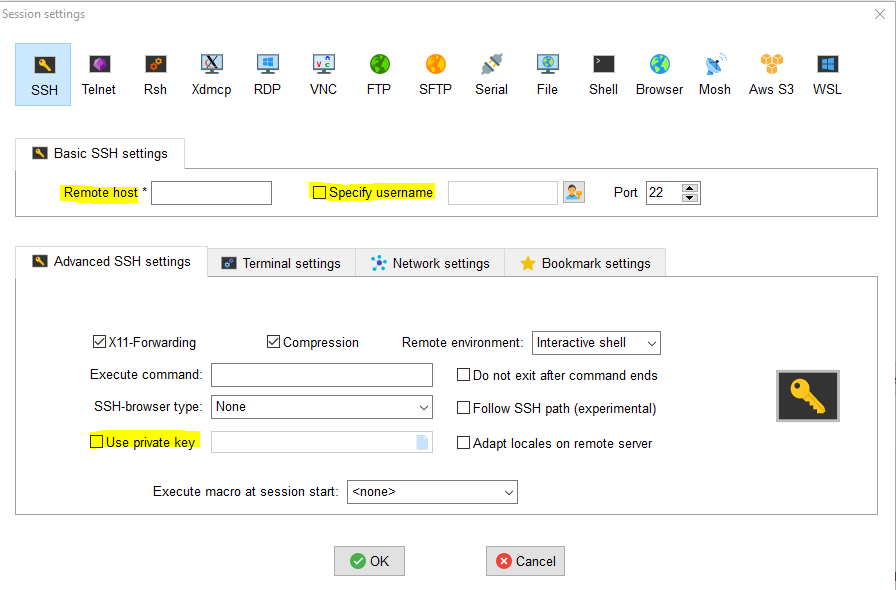 Session settings
SSH Telnet Rsh Xdmcp RDP VNC FTP SFTP Serial File Shell Browser Mosh Aws S3 WSL
Basic SSH settings
Remote host * Specify username Port 22
Advanced SSH settings Terminal settings Network settings Bookmark settings
X11-Forwarding Compression Remote environment: Interactive shell
Execute command: Do not exit after command ends
SSH-browser type: None Follow SSH path (experimental)
Use private key Adapt locales on remote server
Execute macro at session start: <none>
OK Cancel